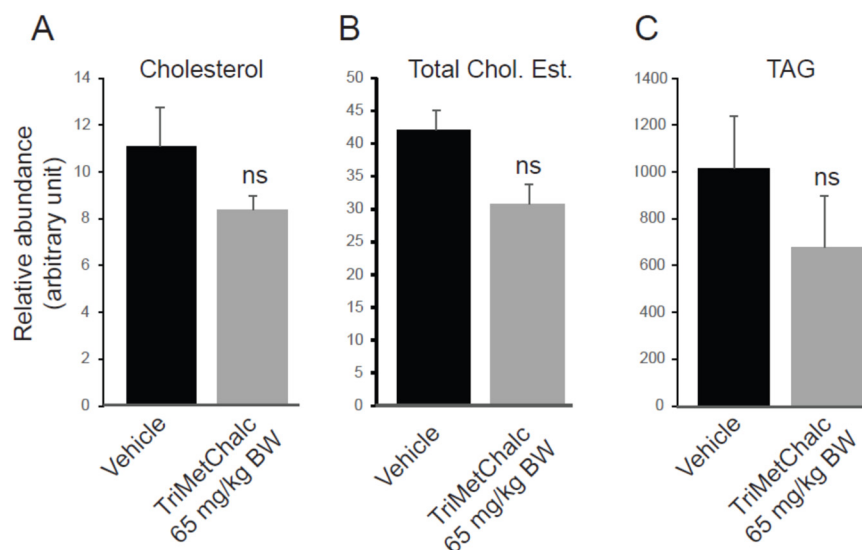 A
Cholesterol
14
12
10
8
6
4
2
0
Relative abundance
(arbitrary unit)
ns
Vehicle
TriMetChalc
65 mg/kg BW
B
Total Chol. Est.
50
45
40
35
30
25
20
15
10
5
0
ns
Vehicle
TriMetChalc
65 mg/kg BW
C
TAG
1400
1200
1000
800
600
400
200
0
ns
Vehicle
TriMetChalc
65 mg/kg BW